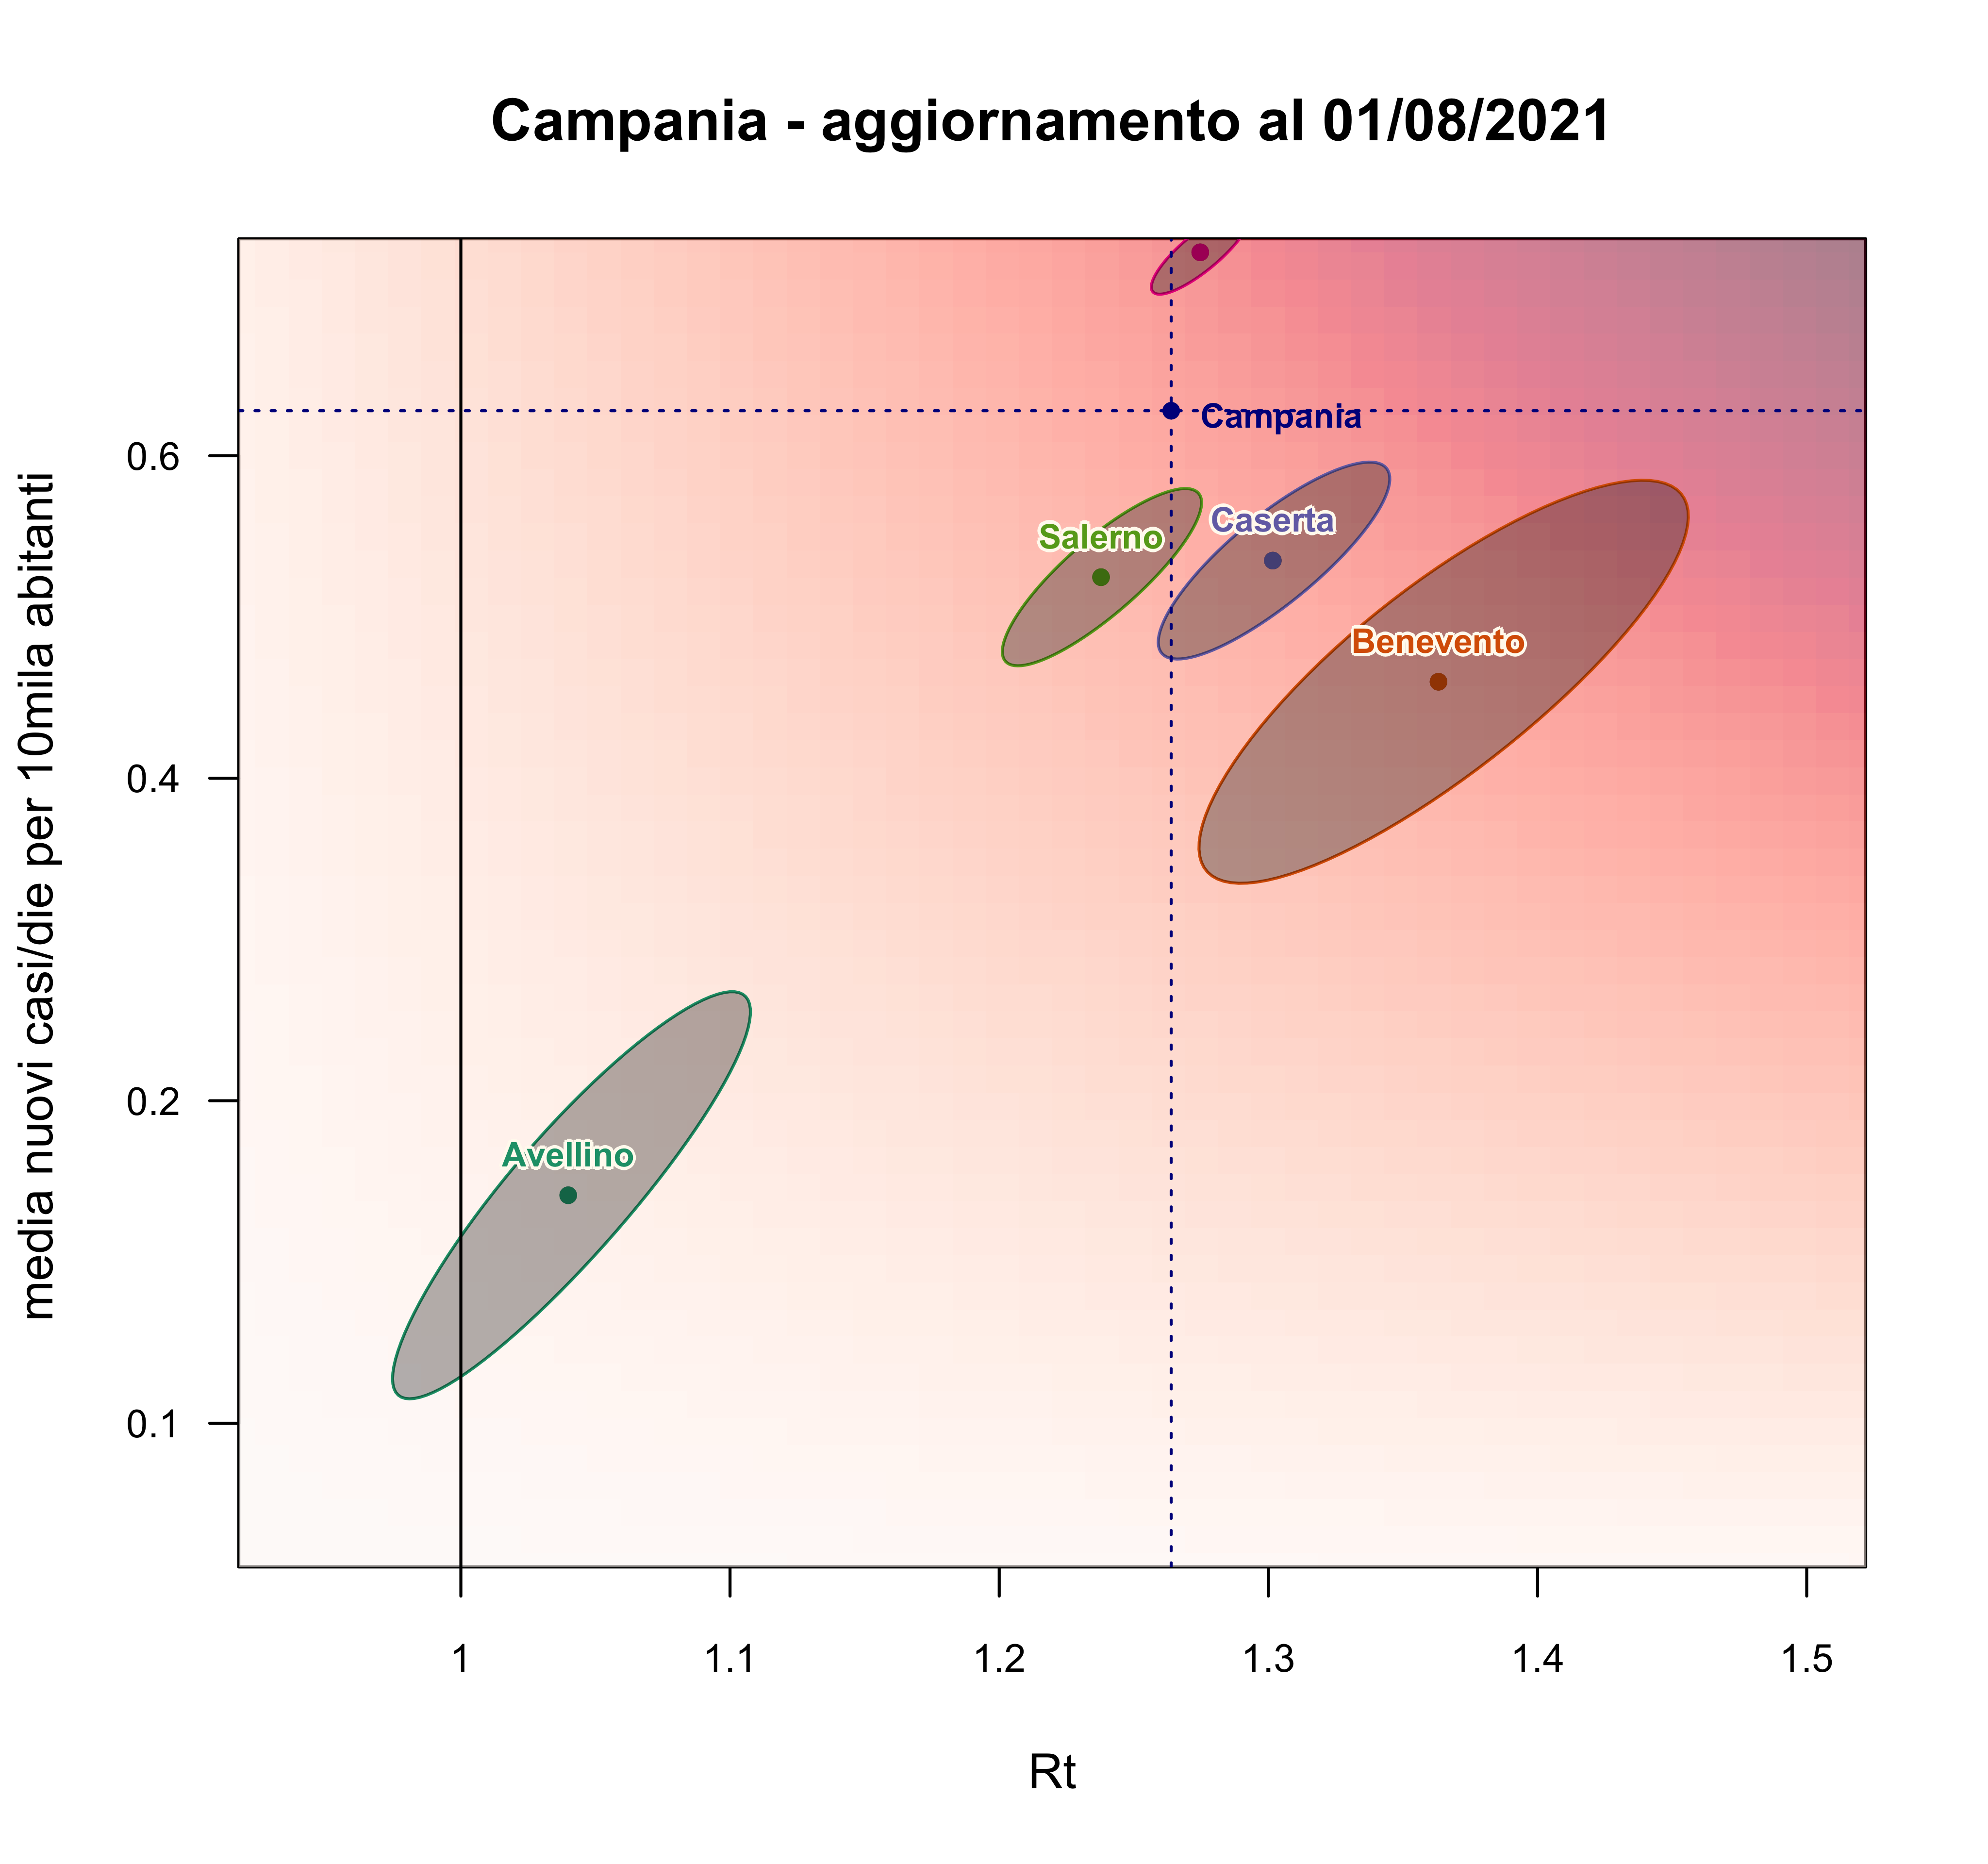 Campania - aggiornamento al 01/08/2021
media nuovi casi/die per 10mila abitanti
0.6
0.4
0.2
0.1
Campania
Salerno
Caserta
Benevento
Avellino
1
1.1
1.2
1.3
1.4
1.5
Rt